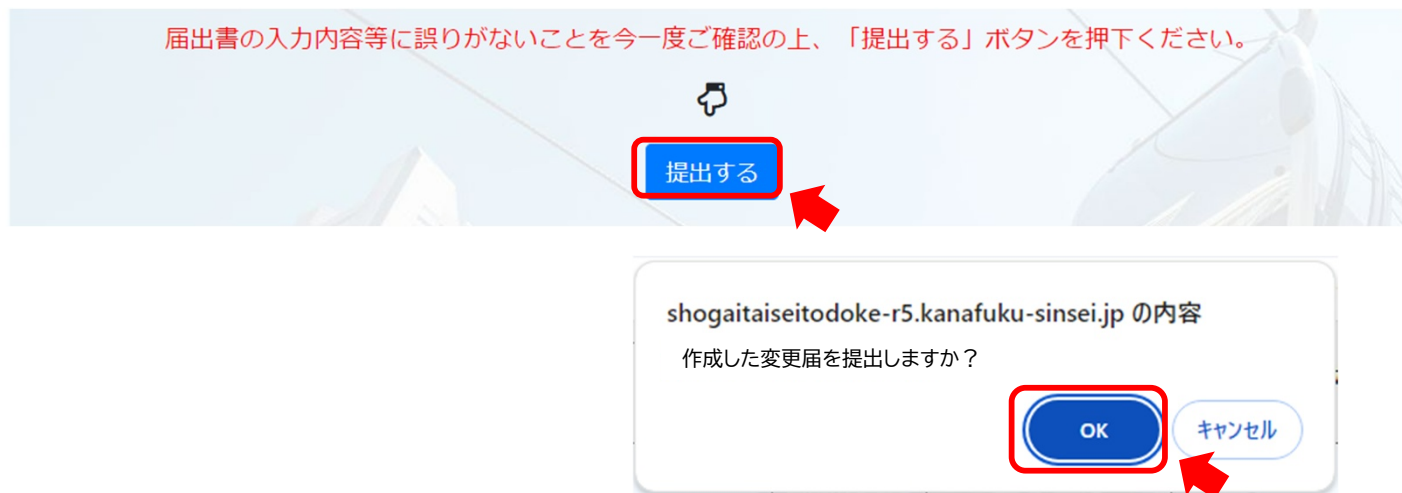 届出書の入力内容等に誤りがないことを今一度ご確認の上、「提出する」ボタンを押下ください。
提出する
shogaitaiseitodoke-r5.kanafuku-sinsei.jp の内容
作成した変更届を提出しますか？
OK
キャンセル